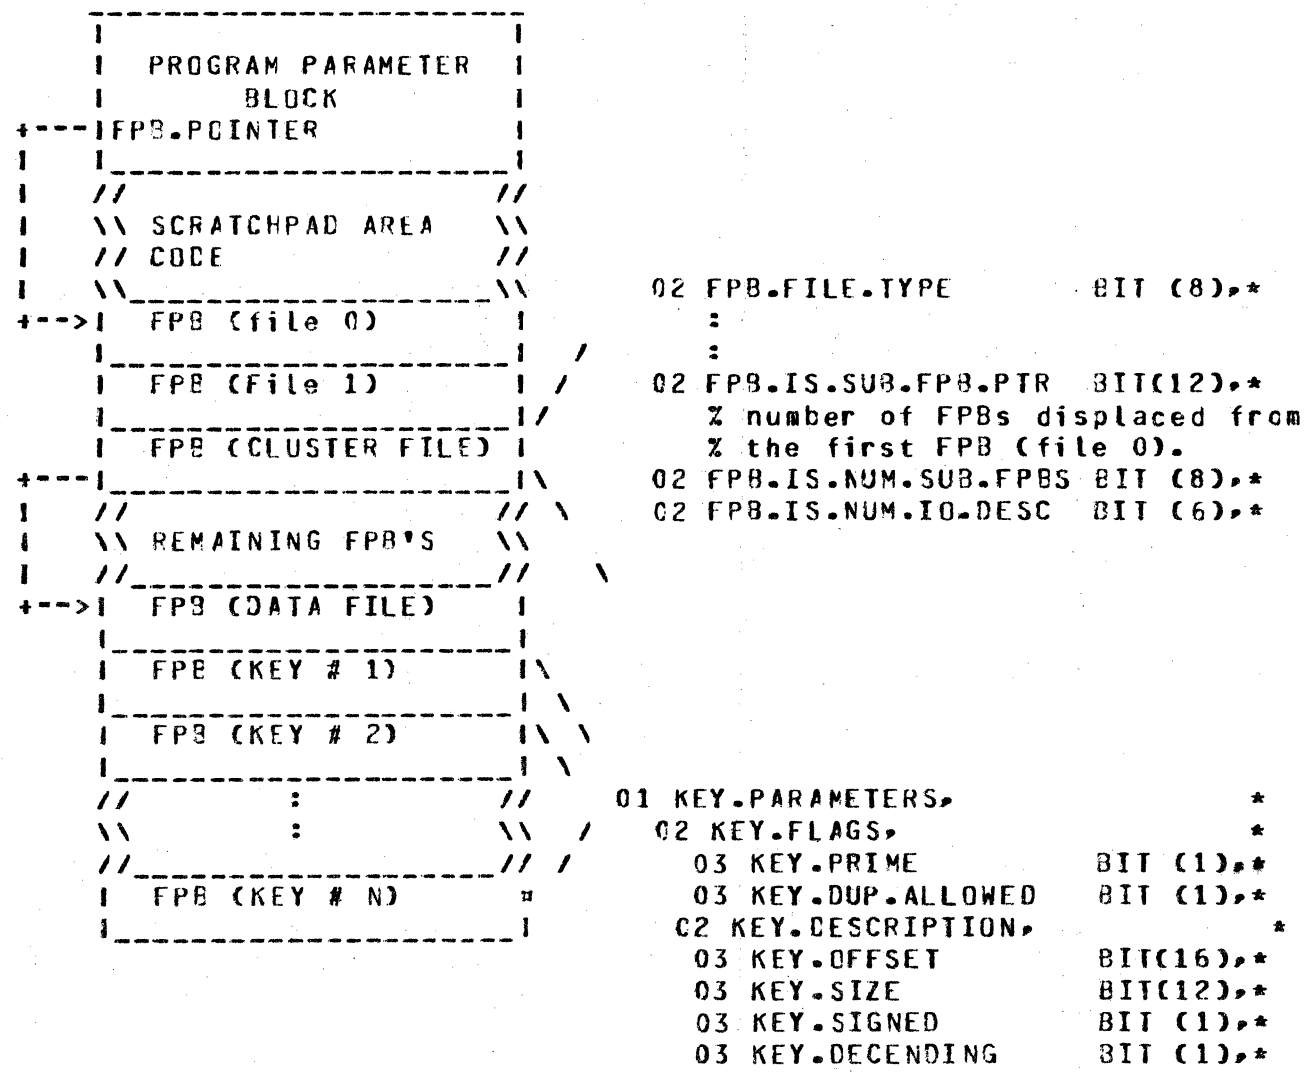 PROGRAM PARAMETER
BLOCK
FPB.POINTER
SCRATCHPAD AREA
CODE
FPB (file 0)
FPB (File 1)
FPB (CLUSTER FILE)
REMAINING FPB'S
FPB (DATA FILE)
FPB (KEY # 1)
FPB (KEY # 2)
:
:
FPB (KEY # N)
02 FPB.FILE.TYPE BIT (8),*
:
:
02 FPB.IS.SUB.FPB.PTR BIT(12),*
% number of FPBs displaced from
% the first FPB (file 0).
02 FPB.IS.NUM.SUB.FPBS BIT (8),*
02 FPB.IS.NUM.IO.DESC BIT (6),*
01 KEY.PARAMETERS, *
02 KEY.FLAGS, *
03 KEY.PRIME BIT (1),*
03 KEY.DUP.ALLOWED BIT (1),*
02 KEY.DESCRIPTION, *
03 KEY.OFFSET BIT(16),*
03 KEY.SIZE BIT(12),*
03 KEY.SIGNED BIT (1),*
03 KEY.DECENDING BIT (1),*